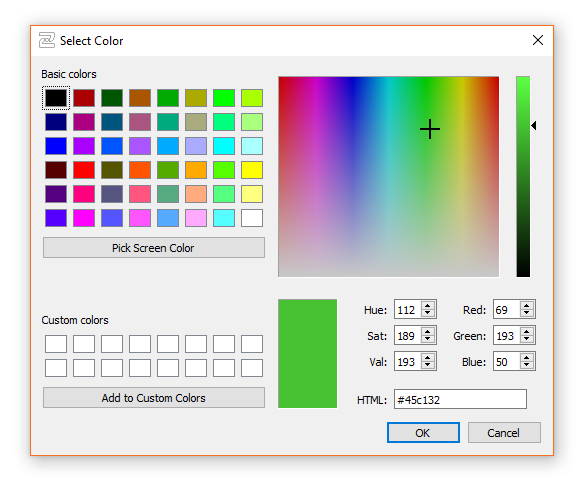 Select Color
Basic colors
Pick Screen Color
Custom colors
Add to Custom Colors
Hue: 112 Red: 69
Sat: 189 Green: 193
Val: 193 Blue: 50
HTML: #45c132
OK Cancel